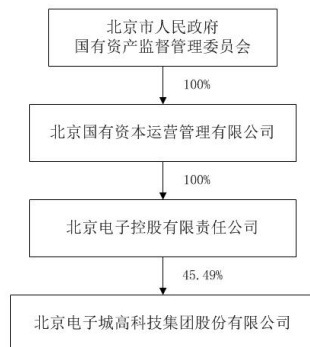 北京市人民政府
国有资产监督管理委员会
100%
北京国有资本运营管理有限公司
100%
北京电子控股有限责任公司
45.49%
北京电子城高科技集团股份有限公司